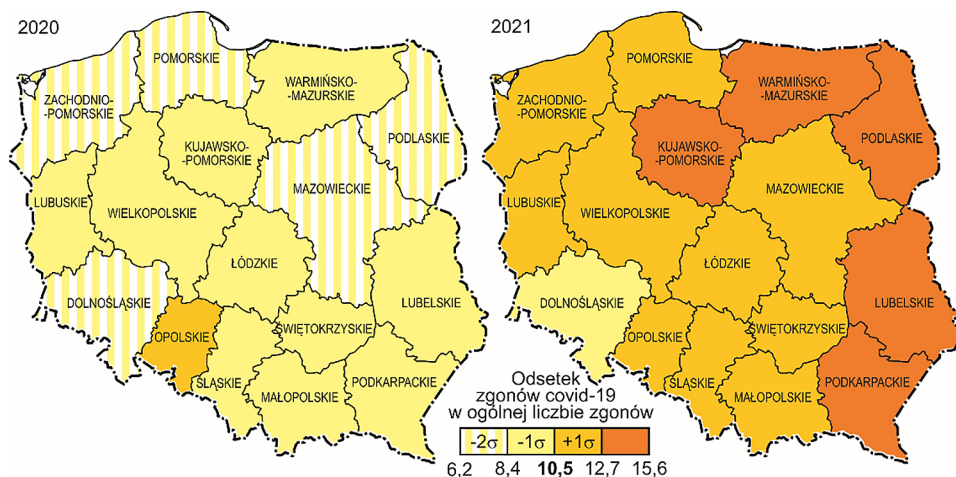 2020
POMORSKIE
WARMIŃSKO-
-MAZURSKIE
ZACHODNIO-
-POMORSKIE
PODLASKIE
KUJAWSKO-
-POMORSKIE
MAZOWIECKIE
LUBUSKIE
WIELKOPOLSKIE
ŁÓDZKIE
DOLNOŚLĄSKIE
LUBELSKIE
OPOLSKIE
ŚWIĘTOKRZYSKIE
ŚLĄSKIE
MAŁOPOLSKIE
PODKARPACKIE
2021
POMORSKIE
WARMIŃSKO-
-MAZURSKIE
ZACHODNIO-
-POMORSKIE
PODLASKIE
KUJAWSKO-
-POMORSKIE
MAZOWIECKIE
LUBUSKIE
WIELKOPOLSKIE
ŁÓDZKIE
DOLNOŚLĄSKIE
LUBELSKIE
OPOLSKIE
ŚWIĘTOKRZYSKIE
ŚLĄSKIE
MAŁOPOLSKIE
PODKARPACKIE
Odsetek
zgonów covid-19
w ogólnej liczbie zgonów
-2σ -1σ +1σ
6,2 8,4 10,5 12,7 15,6